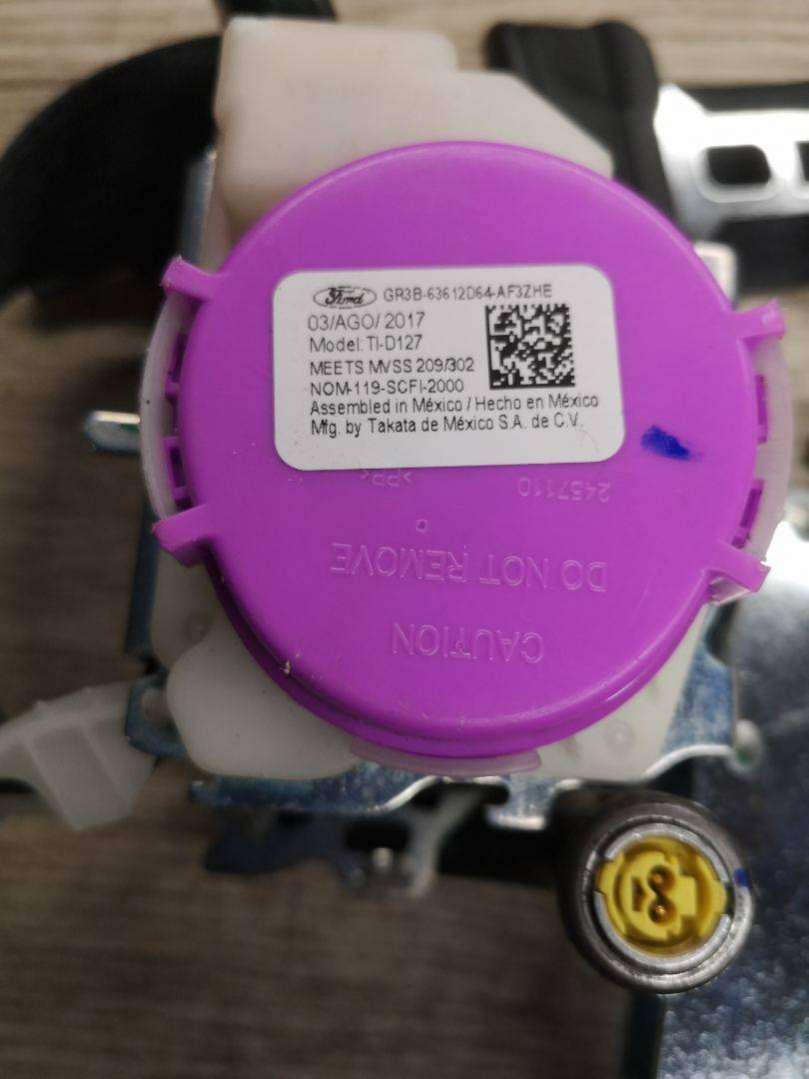 Ford GR3B-63612D64-AF3ZHE
03/AGO/2017
Model: TI-D127
MEETS MVSS 209/302
NOM-119-SCFI-2000
Assembled in México / Hecho en México
Mfg. by Takata de México S.A. de C.V.
CAUTION
DO NOT REMOVE
2457110 >PP<